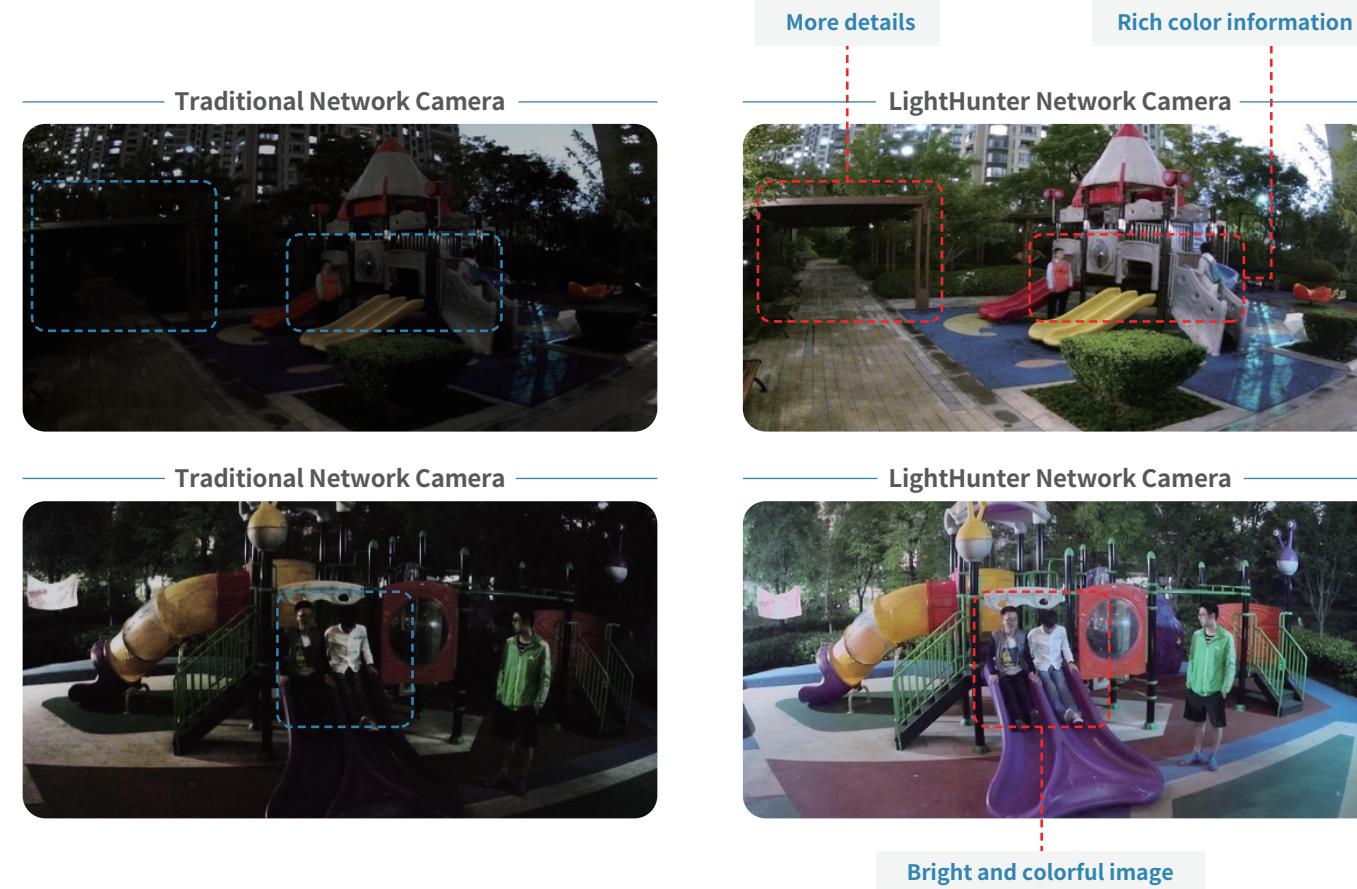 More details
Rich color information
Traditional Network Camera
LightHunter Network Camera
Traditional Network Camera
LightHunter Network Camera
Bright and colorful image